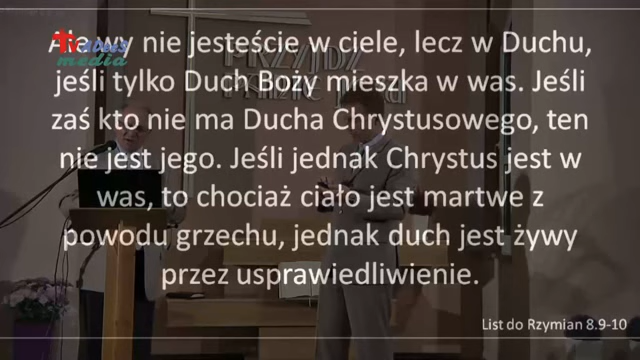 Ale wy nie jesteście w ciele, lecz w Duchu,
jeśli tylko Duch Boży mieszka w was. Jeśli
zaś kto nie ma Ducha Chrystusowego, ten
nie jest jego. Jeśli jednak Chrystus jest w
was, to chociaż ciało jest martwe z
powodu grzechu, jednak duch jest żywy
przez usprawiedliwienie.
List do Rzymian 8.9-10
media
PRZYJDŹ